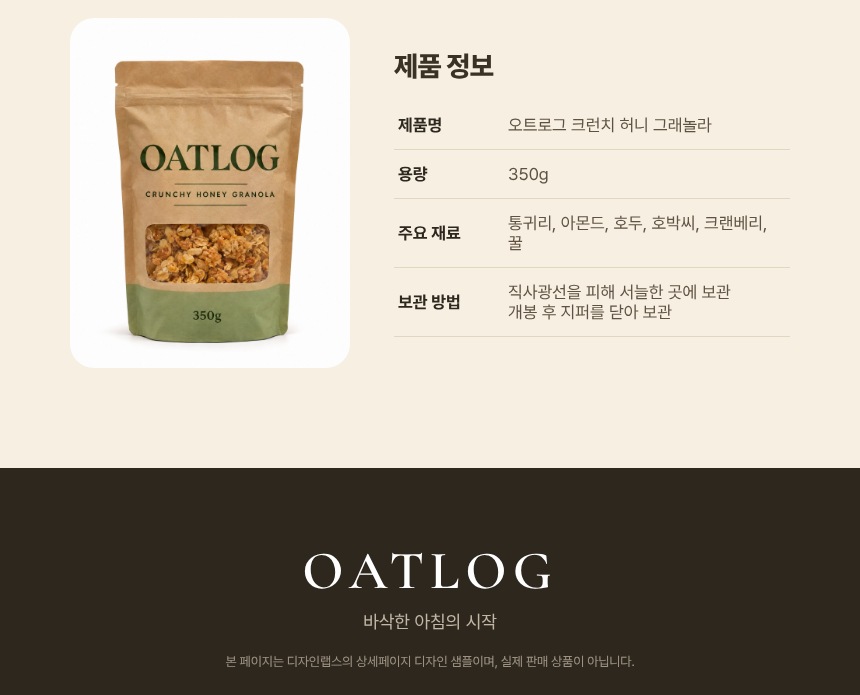 OATLOG
CRUNCHY HONEY GRANOLA
350g
제품 정보
제품명 오트로그 크런치 허니 그래놀라
용량 350g
주요 재료 통귀리, 아몬드, 호두, 호박씨, 크랜베리,
꿀
보관 방법 직사광선을 피해 서늘한 곳에 보관
개봉 후 지퍼를 닫아 보관
OATLOG
바삭한 아침의 시작
본 페이지는 디자인랩스의 상세페이지 디자인 샘플이며, 실제 판매 상품이 아닙니다.